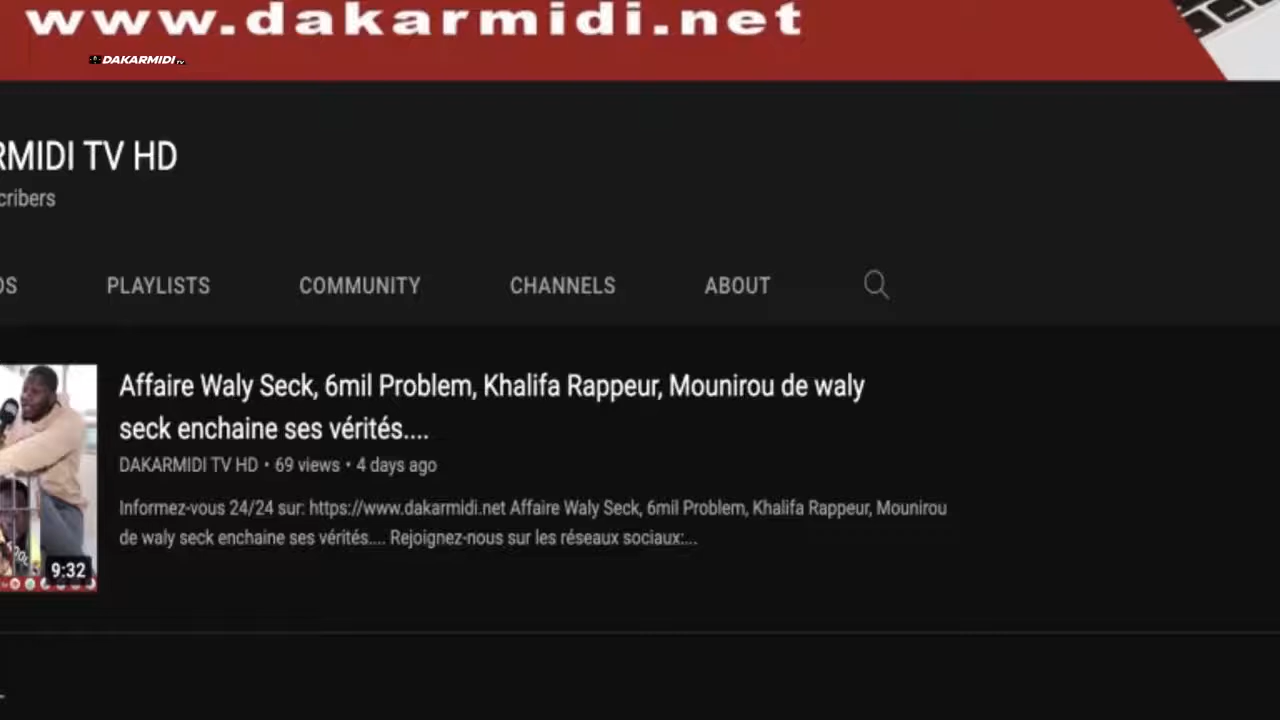 www.dakarmidi.net
DAKARMIDI TV
RMIDI TV HD
cribers
OS
PLAYLISTS
COMMUNITY
CHANNELS
ABOUT
Affaire Waly Seck, 6mil Problem, Khalifa Rappeur, Mounirou de waly
seck enchaine ses vérités....
DAKARMIDI TV HD • 69 views • 4 days ago
Informez-vous 24/24 sur: https://www.dakarmidi.net Affaire Waly Seck, 6mil Problem, Khalifa Rappeur, Mounirou
de waly seck enchaine ses vérités.... Rejoignez-nous sur les réseaux sociaux:...
9:32